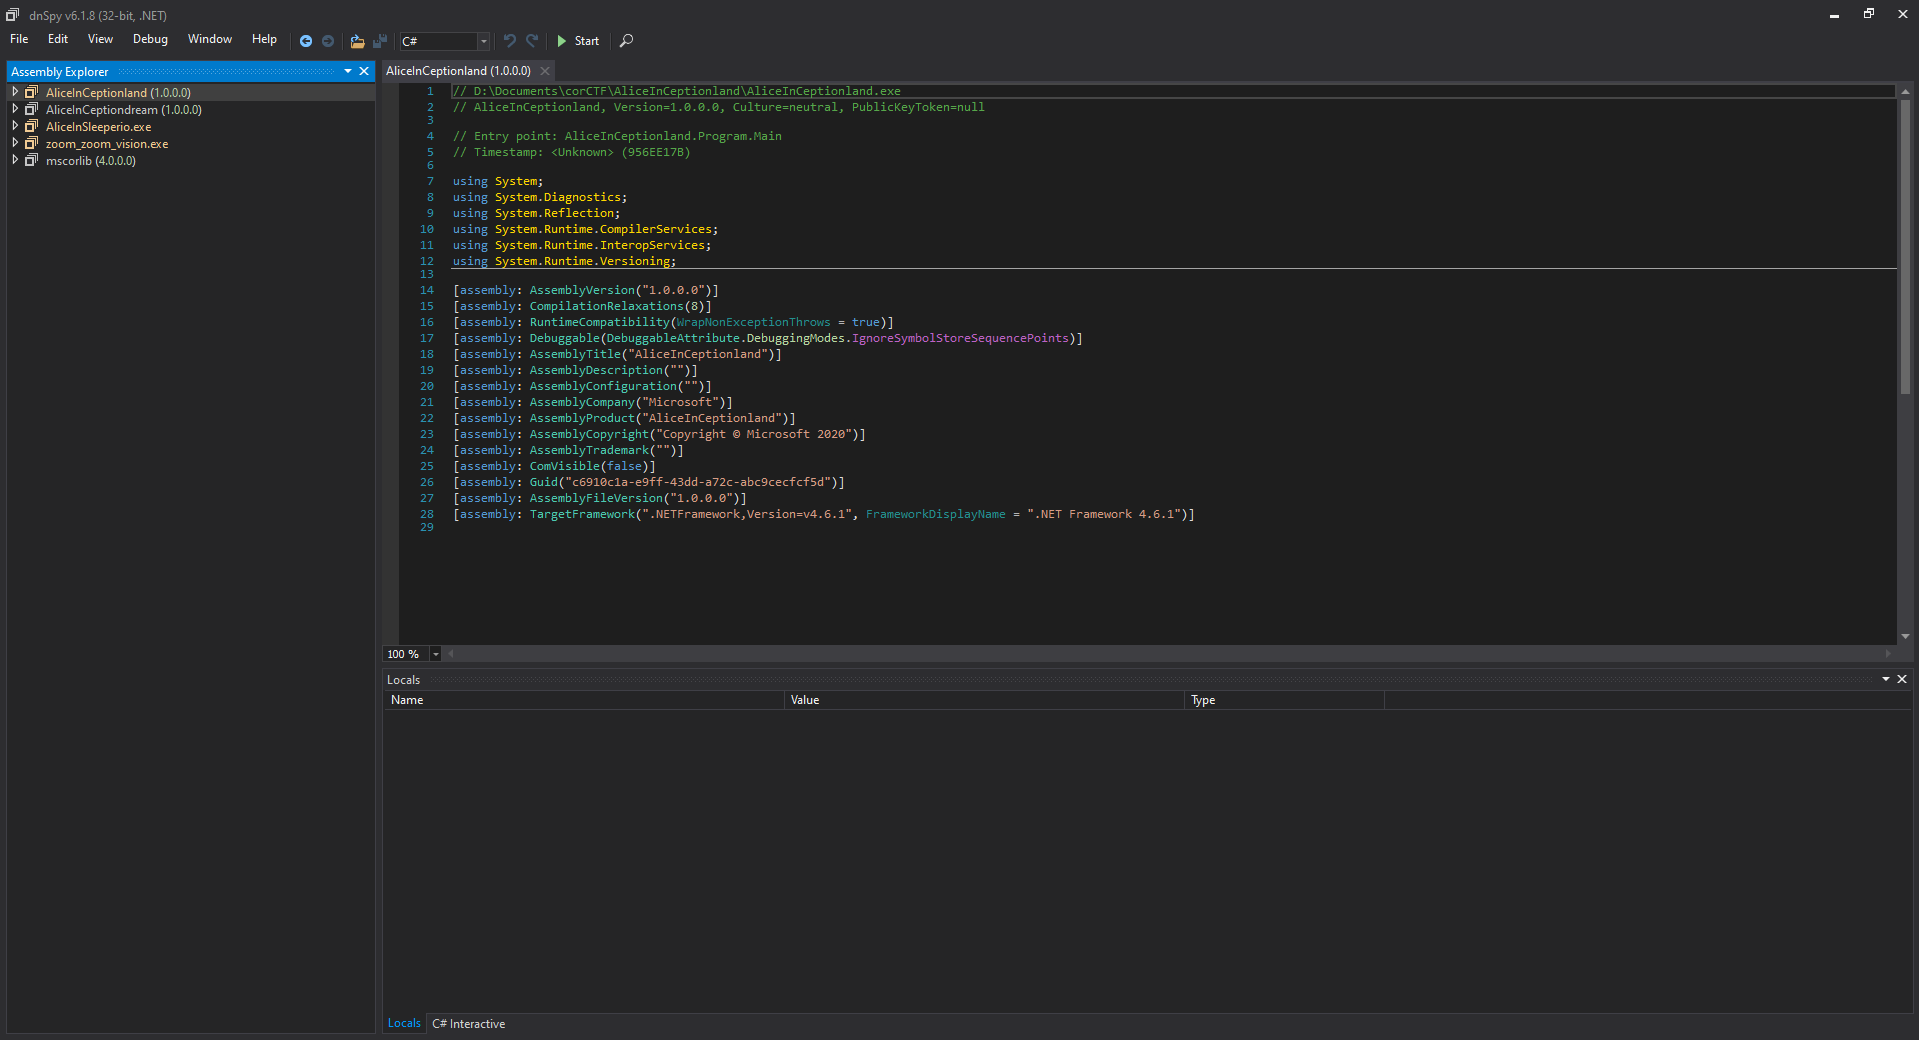 dnSpy v6.1.8 (32-bit, .NET)
File Edit View Debug Window Help C# Start
Assembly Explorer
AliceInCeptionland (1.0.0.0)
AliceInCeptiondream (1.0.0.0)
AliceInSleeperio.exe
zoom_zoom_vision.exe
mscorlib (4.0.0.0)
AliceInCeptionland (1.0.0.0)
1 // D:\Documents\corCTF\AliceInCeptionland\AliceInCeptionland.exe
2 // AliceInCeptionland, Version=1.0.0.0, Culture=neutral, PublicKeyToken=null
3
4 // Entry point: AliceInCeptionland.Program.Main
5 // Timestamp: <Unknown> (956EE17B)
6
7 using System;
8 using System.Diagnostics;
9 using System.Reflection;
10 using System.Runtime.CompilerServices;
11 using System.Runtime.InteropServices;
12 using System.Runtime.Versioning;
13
14 [assembly: AssemblyVersion("1.0.0.0")]
15 [assembly: CompilationRelaxations(8)]
16 [assembly: RuntimeCompatibility(WrapNonExceptionThrows = true)]
17 [assembly: Debuggable(DebuggableAttribute.DebuggingModes.IgnoreSymbolStoreSequencePoints)]
18 [assembly: AssemblyTitle("AliceInCeptionland")]
19 [assembly: AssemblyDescription("")]
20 [assembly: AssemblyConfiguration("")]
21 [assembly: AssemblyCompany("Microsoft")]
22 [assembly: AssemblyProduct("AliceInCeptionland")]
23 [assembly: AssemblyCopyright("Copyright © Microsoft 2020")]
24 [assembly: AssemblyTrademark("")]
25 [assembly: ComVisible(false)]
26 [assembly: Guid("c6910c1a-e9ff-43dd-a72c-abc9cecfcf5d")]
27 [assembly: AssemblyFileVersion("1.0.0.0")]
28 [assembly: TargetFramework(".NETFramework,Version=v4.6.1", FrameworkDisplayName = ".NET Framework 4.6.1")]
29
100 %
Locals
Name Value Type
Locals C# Interactive